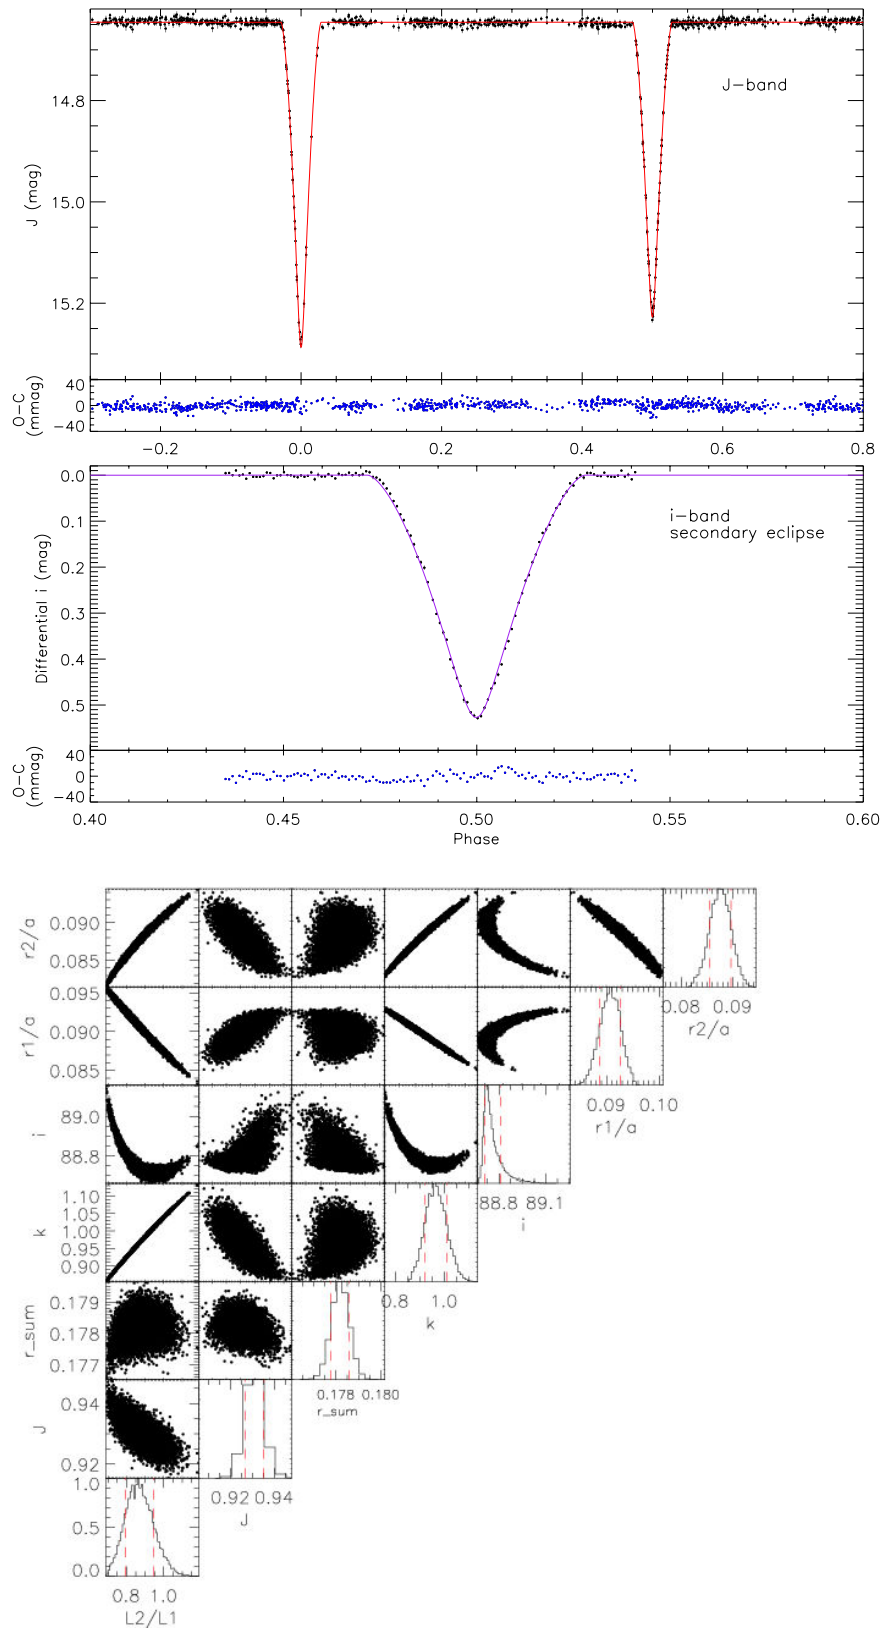 J-band
14.8
15.0
15.2
J (mag)
40
0
-40
O-C
(mmag)
-0.2 0.0 0.2 0.4 0.6 0.8
0.0
0.1
0.2
0.3
0.4
0.5
Differential i (mag)
i-band
secondary eclipse
40
0
-40
O-C
(mmag)
0.40 0.45 0.50 0.55 0.60
Phase
r2/a
0.090
0.085
0.08 0.09
r2/a
r1/a
0.095
0.090
0.085
0.09 0.10
r1/a
i
89.0
88.8
88.8 89.1
i
k
1.10
1.05
1.00
0.95
0.90
0.8 1.0
k
r_sum
0.179
0.178
0.177
0.178 0.180
r_sum
J
0.94
0.92
0.92 0.94
J
1.0
0.5
0.0
0.8 1.0
L2/L1